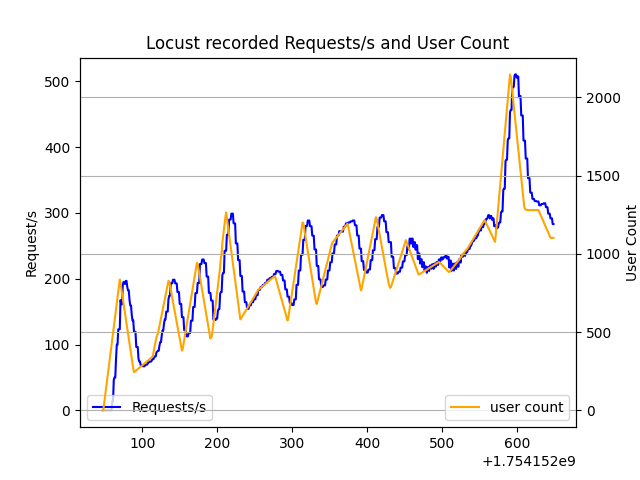 Locust recorded Requests/s and User Count
500
400
300
200
100
0
Request/s
2000
1500
1000
500
0
User Count
Requests/s
user count
100 200 300 400 500 600
+1.754152e9